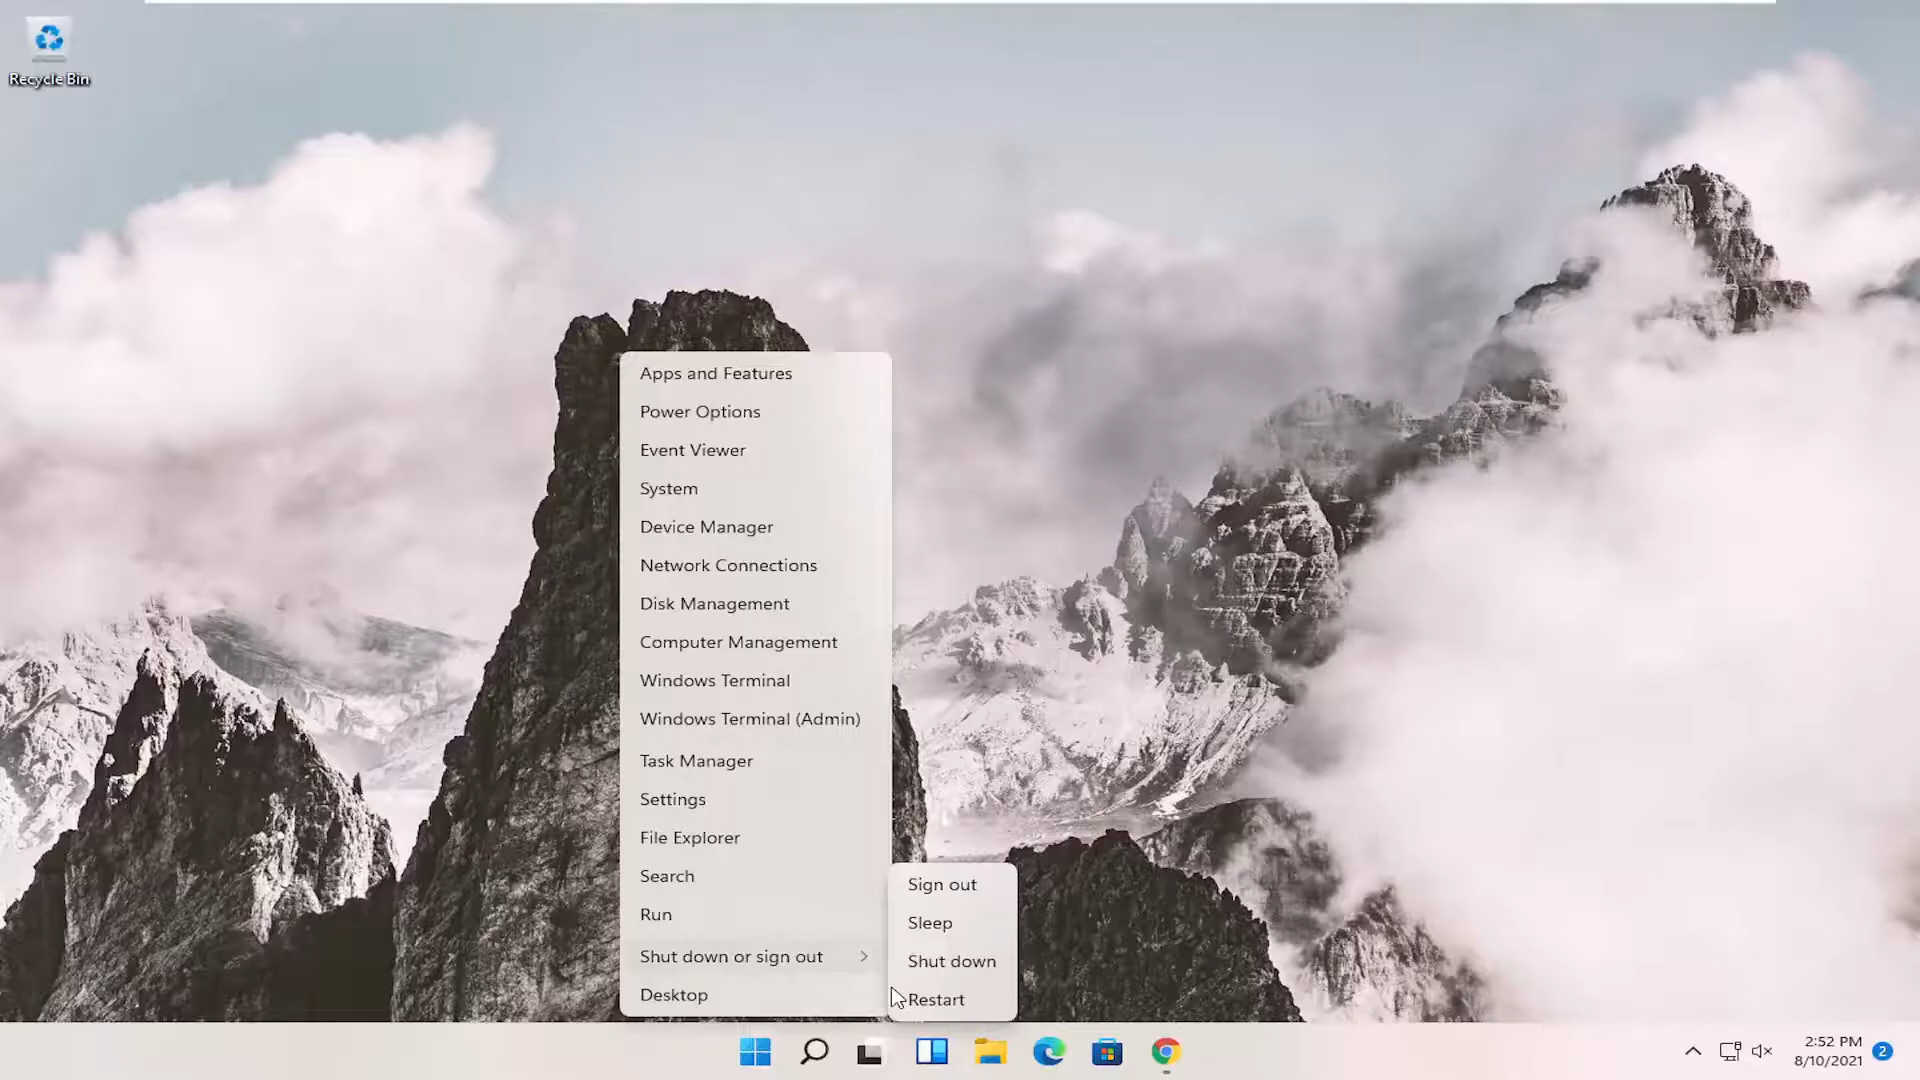 Recycle Bin
Apps and Features
Power Options
Event Viewer
System
Device Manager
Network Connections
Disk Management
Computer Management
Windows Terminal
Windows Terminal (Admin)
Task Manager
Settings
File Explorer
Search
Run
Shut down or sign out
Desktop
Sign out
Sleep
Shut down
Restart
2:52 PM
8/10/2021
2